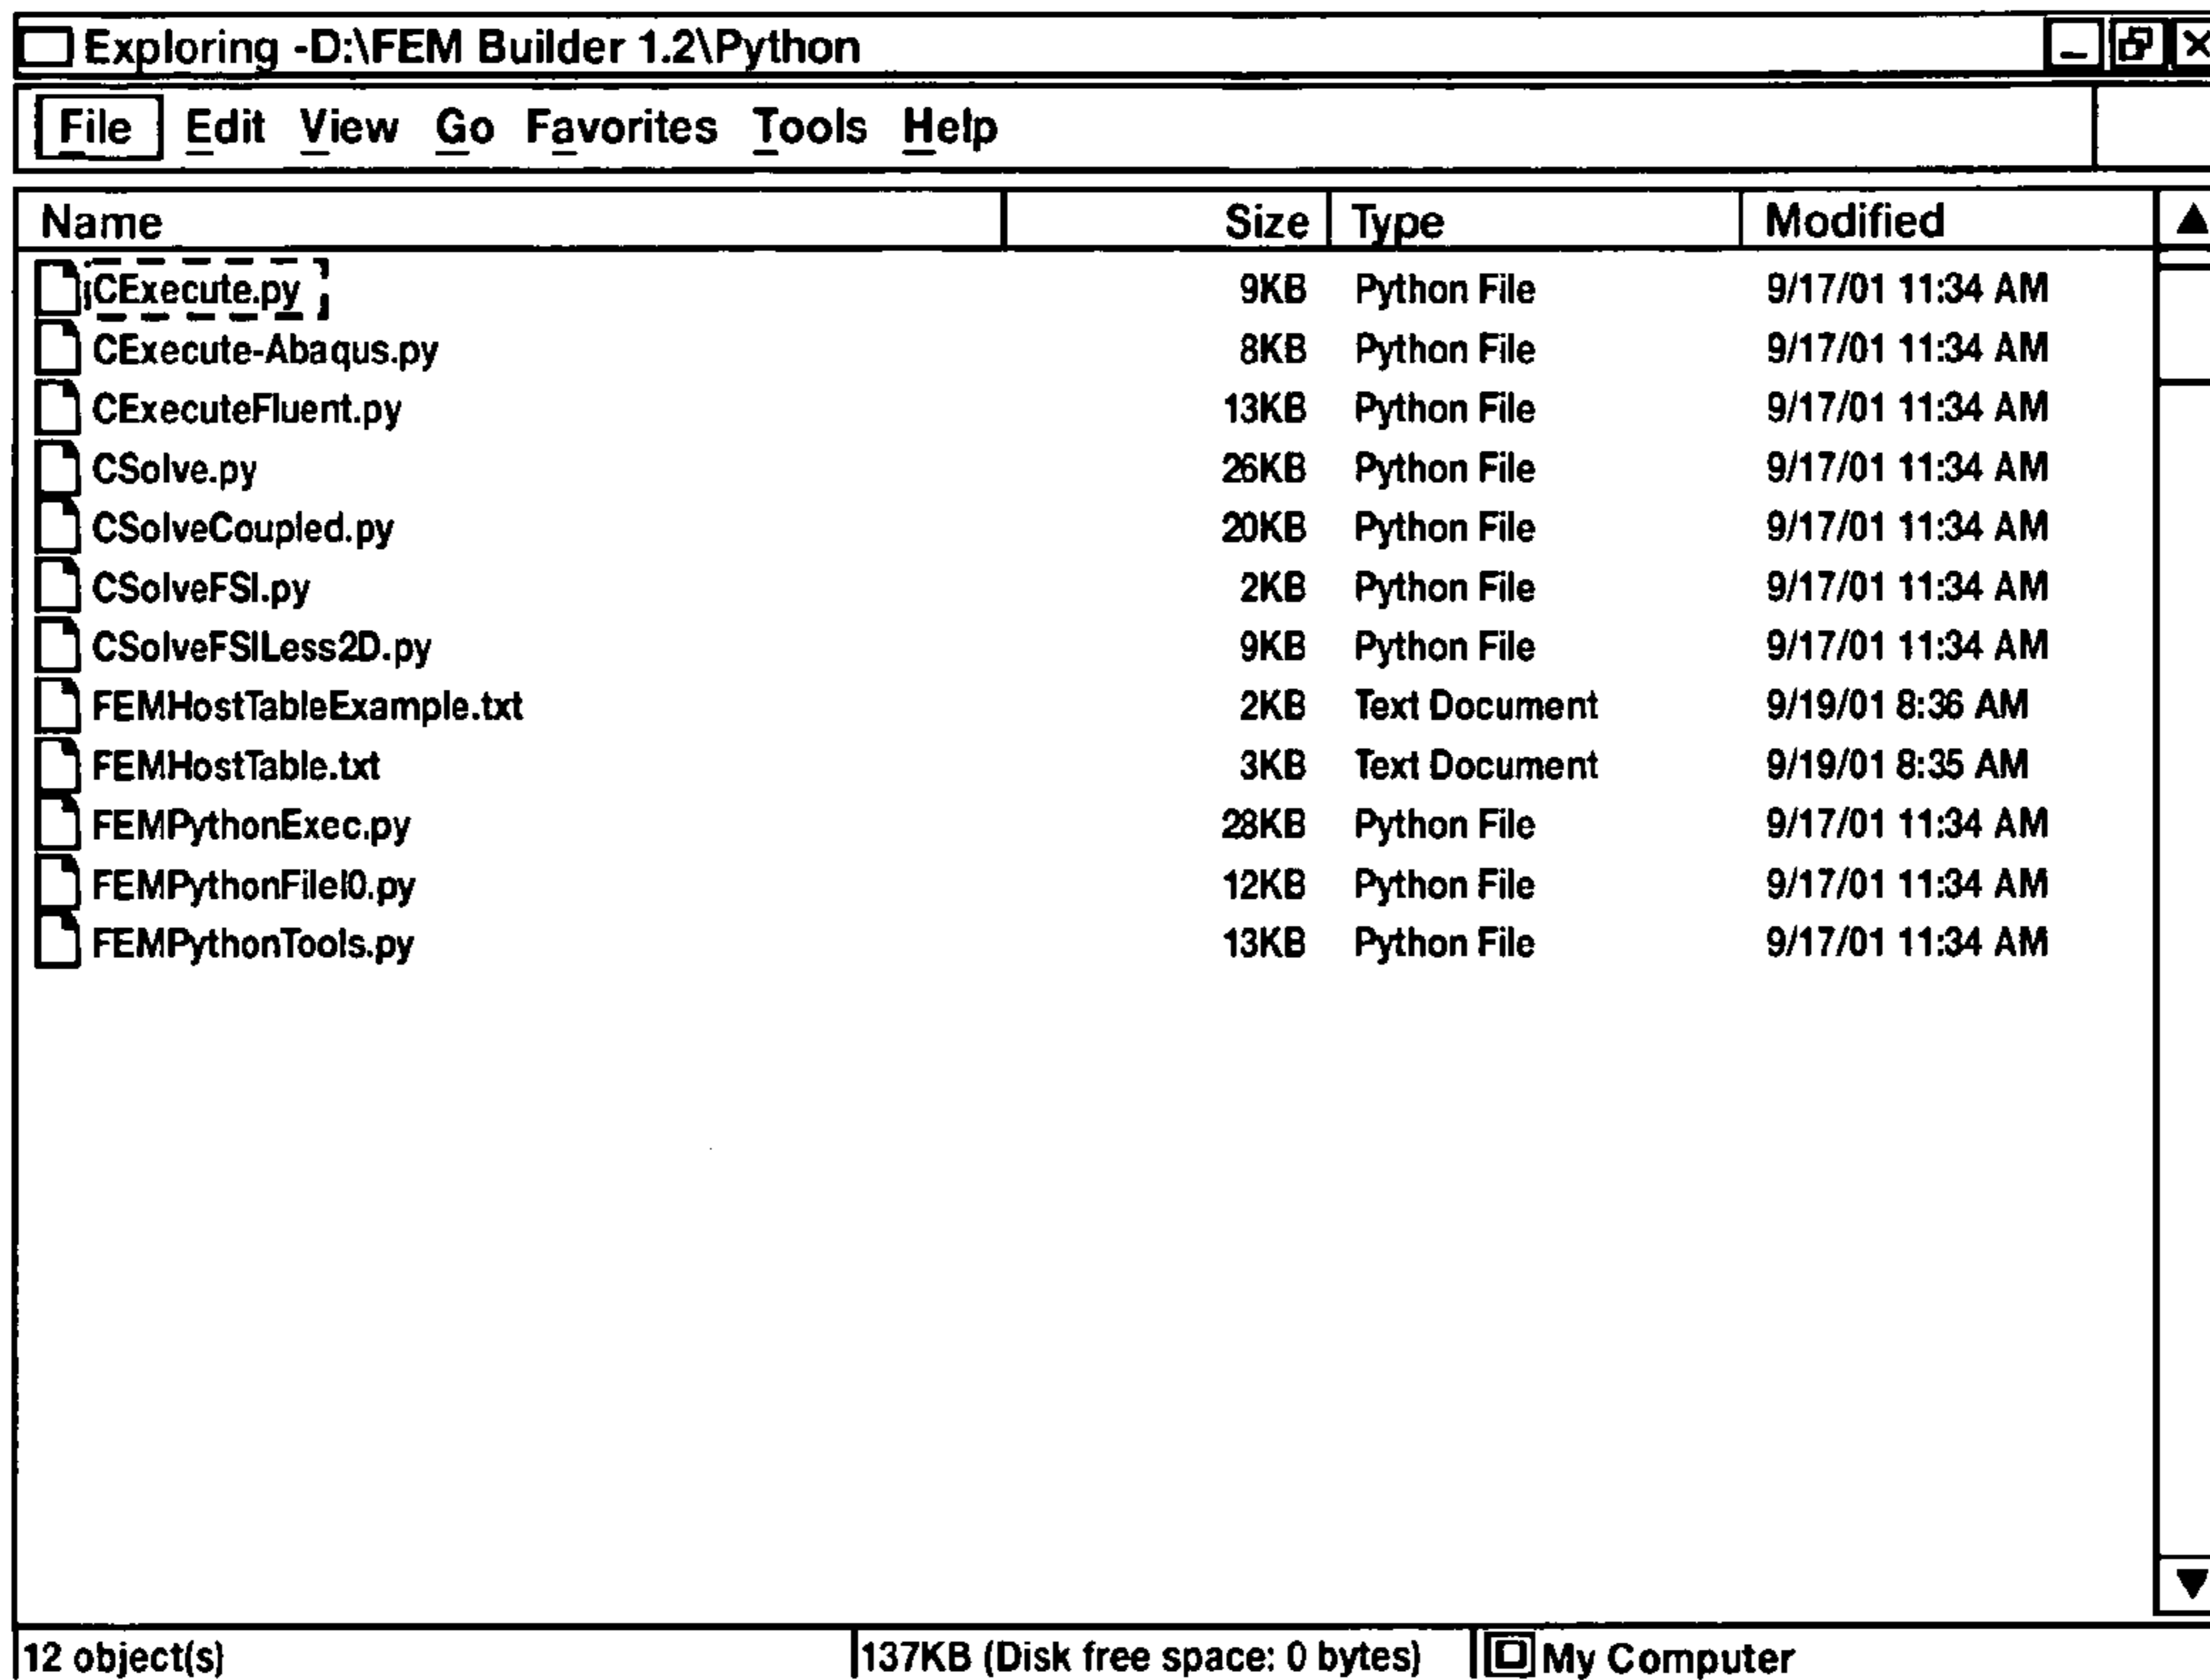 Exploring -D:\FEM Builder 1.2\Python
File Edit View Go Favorites Tools Help
Name Size Type Modified
CExecute.py 9KB Python File 9/17/01 11:34 AM
CExecute-Abaqus.py 8KB Python File 9/17/01 11:34 AM
CExecuteFluent.py 13KB Python File 9/17/01 11:34 AM
CSolve.py 26KB Python File 9/17/01 11:34 AM
CSolveCoupled.py 20KB Python File 9/17/01 11:34 AM
CSolveFSI.py 2KB Python File 9/17/01 11:34 AM
CSolveFSILess2D.py 9KB Python File 9/17/01 11:34 AM
FEMHostTableExample.txt 2KB Text Document 9/19/01 8:36 AM
FEMHostTable.txt 3KB Text Document 9/19/01 8:35 AM
FEMPythonExec.py 28KB Python File 9/17/01 11:34 AM
FEMPythonFileI0.py 12KB Python File 9/17/01 11:34 AM
FEMPythonTools.py 13KB Python File 9/17/01 11:34 AM
12 object(s) 137KB (Disk free space: 0 bytes) My Computer